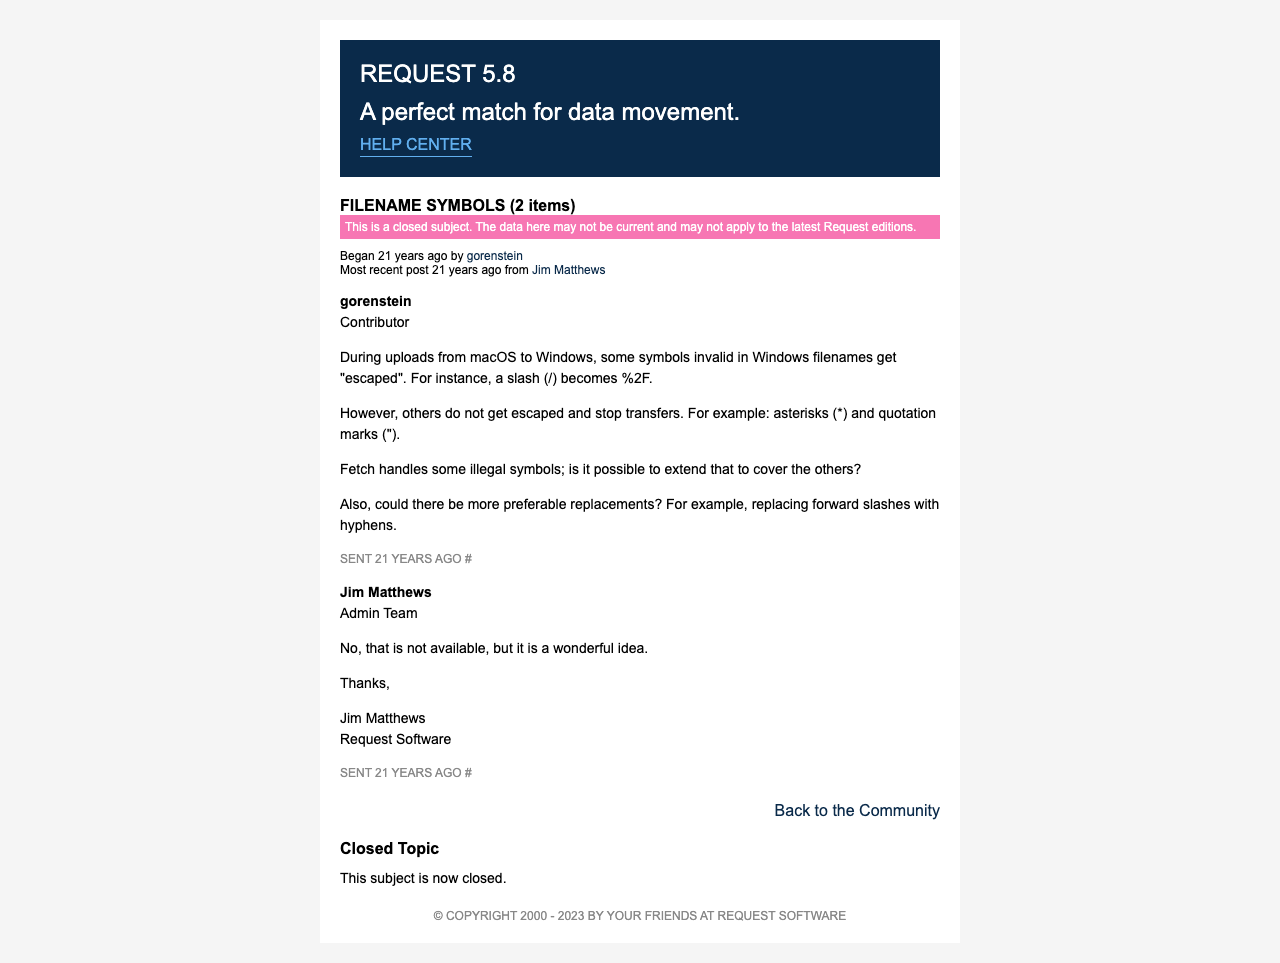 REQUEST 5.8
A perfect match for data movement.
HELP CENTER
FILENAME SYMBOLS (2 items)
This is a closed subject. The data here may not be current and may not apply to the latest Request editions.
Began 21 years ago by gorenstein
Most recent post 21 years ago from Jim Matthews
gorenstein
Contributor
During uploads from macOS to Windows, some symbols invalid in Windows filenames get
"escaped". For instance, a slash (/) becomes %2F.
However, others do not get escaped and stop transfers. For example: asterisks (*) and quotation
marks (").
Fetch handles some illegal symbols; is it possible to extend that to cover the others?
Also, could there be more preferable replacements? For example, replacing forward slashes with
hyphens.
SENT 21 YEARS AGO #
Jim Matthews
Admin Team
No, that is not available, but it is a wonderful idea.
Thanks,
Jim Matthews
Request Software
SENT 21 YEARS AGO #
Back to the Community
Closed Topic
This subject is now closed.
© COPYRIGHT 2000 - 2023 BY YOUR FRIENDS AT REQUEST SOFTWARE